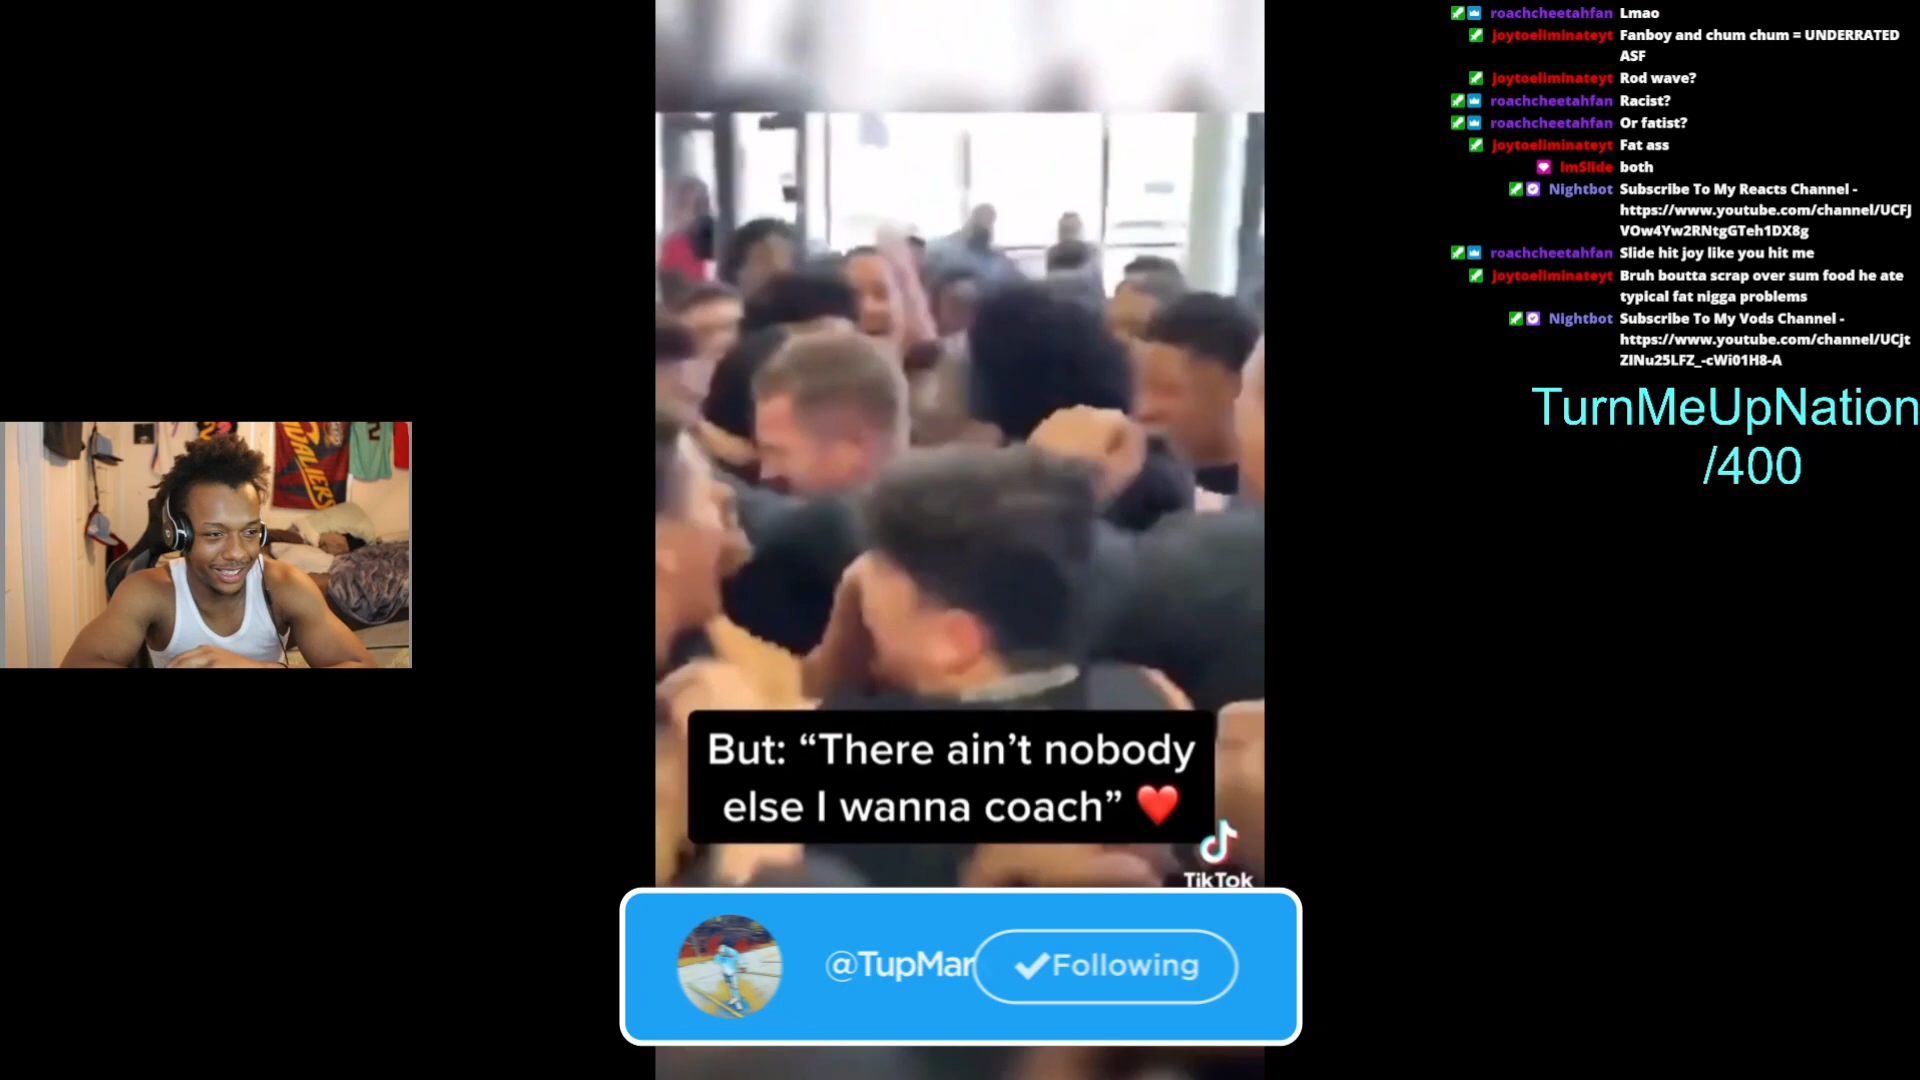 roachcheetahfan Lmao
joytoeliminateyt Fanboy and chum chum = UNDERRATED
ASF
joytoeliminateyt Rod wave?
roachcheetahfan Racist?
roachcheetahfan Or fatist?
joytoeliminateyt Fat ass
ImSlide both
Nightbot Subscribe To My Reacts Channel -
https://www.youtube.com/channel/UCFJ
VOw4Yw2RNtgGTeh1DX8g
roachcheetahfan Slide hit joy like you hit me
joytoeliminateyt Bruh boutta scrap over sum food he ate
typical fat nigga problems
Nightbot Subscribe To My Vods Channel -
https://www.youtube.com/channel/UCjt
ZINu25LFZ_-cWi01H8-A
TurnMeUpNation
/400
But: “There ain’t nobody
else I wanna coach” ❤️
TikTok
@TupMar
Following